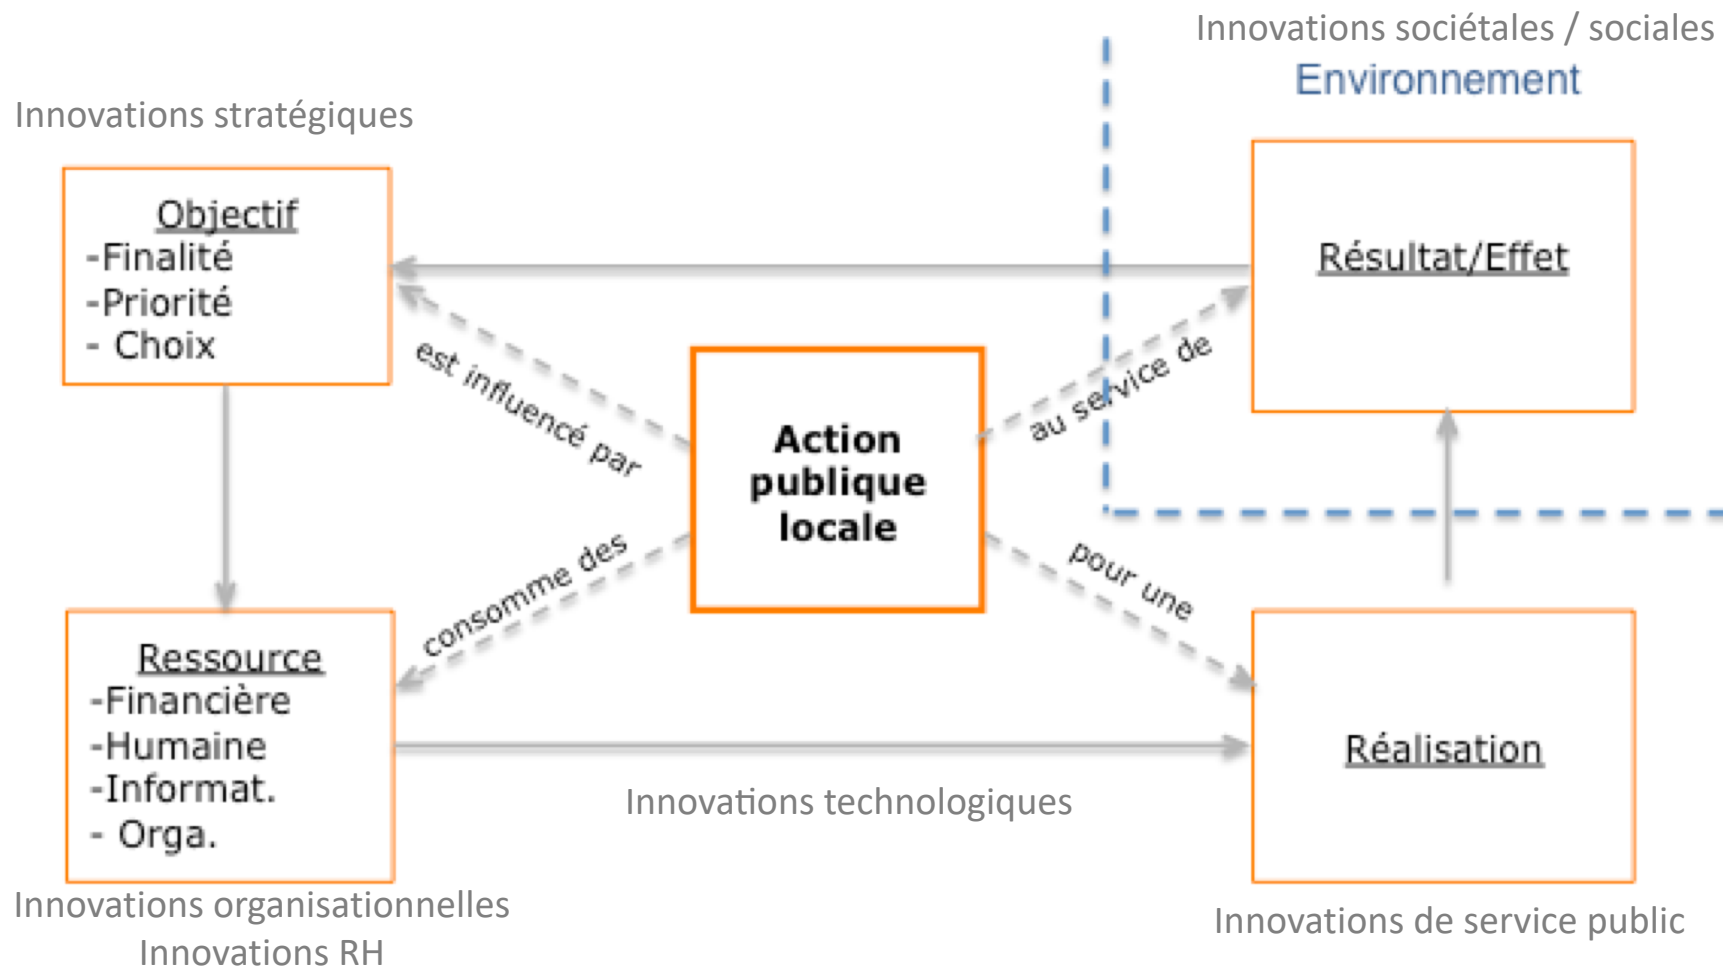 Innovations sociétales / sociales
Environnement
Innovations stratégiques
Objectif
-Finalité
-Priorité
- Choix
Résultat/Effet
est influencé par
au service de
Action
publique
locale
consomme des
pour une
Ressource
-Financière
-Humaine
-Informat.
- Orga.
Réalisation
Innovations technologiques
Innovations organisationnelles
Innovations RH
Innovations de service public